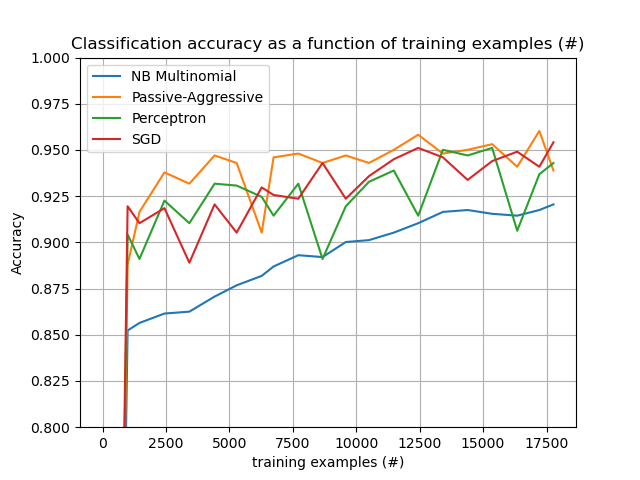 Classification accuracy as a function of training examples (#)
1.000
0.975
0.950
0.925
0.900
0.875
0.850
0.825
0.800
Accuracy
NB Multinomial
Passive-Aggressive
Perceptron
SGD
0 2500 5000 7500 10000 12500 15000 17500
training examples (#)